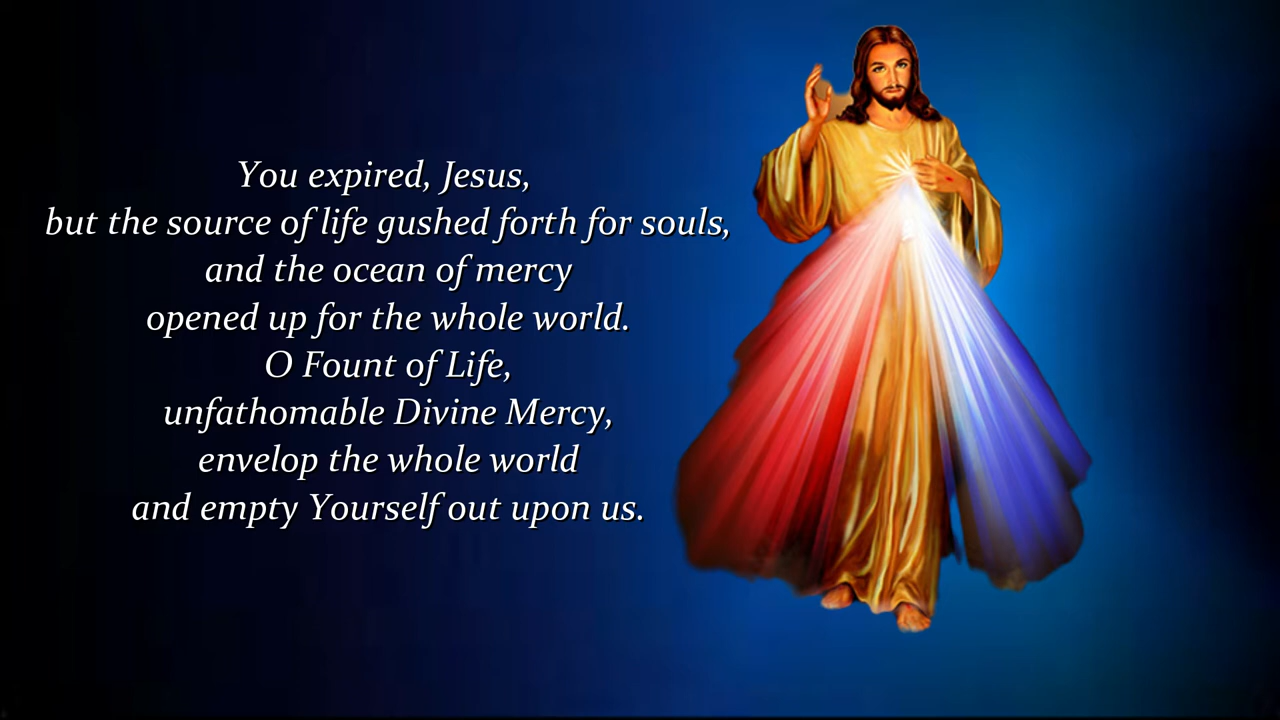 You expired, Jesus,
but the source of life gushed forth for souls,
and the ocean of mercy
opened up for the whole world.
O Fount of Life,
unfathomable Divine Mercy,
envelop the whole world
and empty Yourself out upon us.